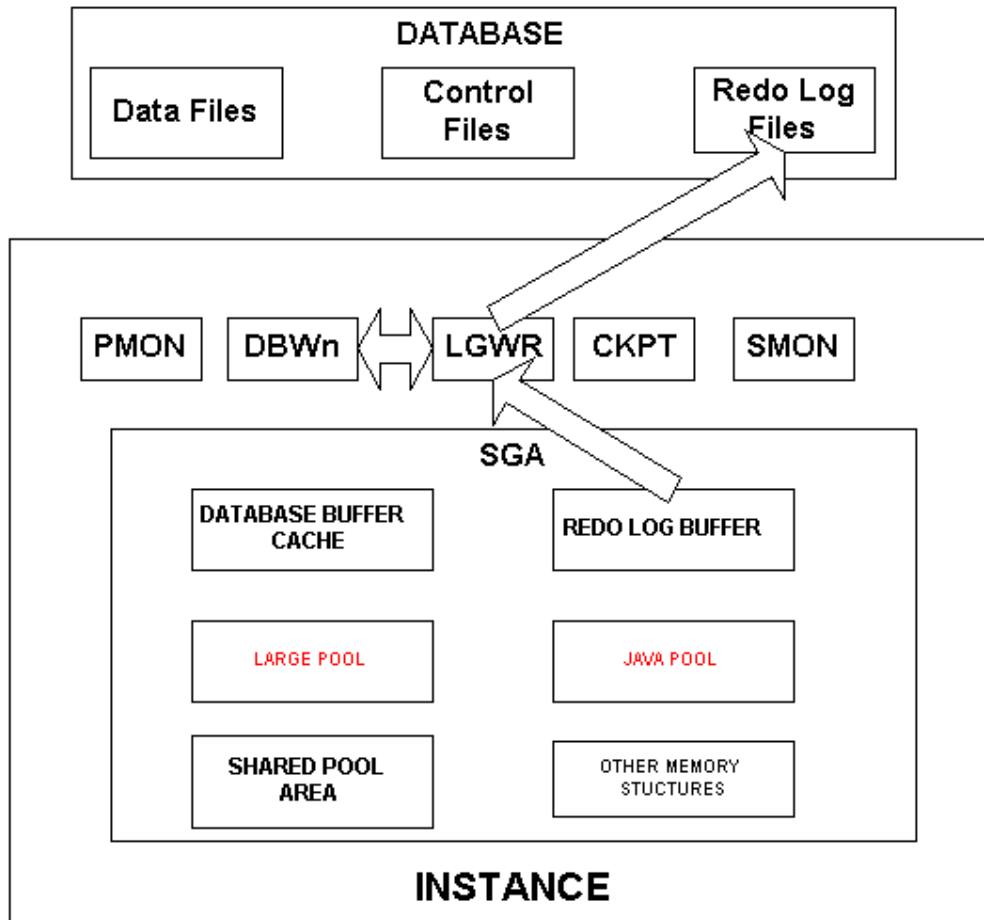 DATABASE
Data Files
Control
Files
Redo Log
Files
PMON
DBWn
LGWR
CKPT
SMON
SGA
DATABASE BUFFER
CACHE
REDO LOG BUFFER
LARGE POOL
JAVA POOL
SHARED POOL
AREA
OTHER MEMORY
STUCTURES
INSTANCE